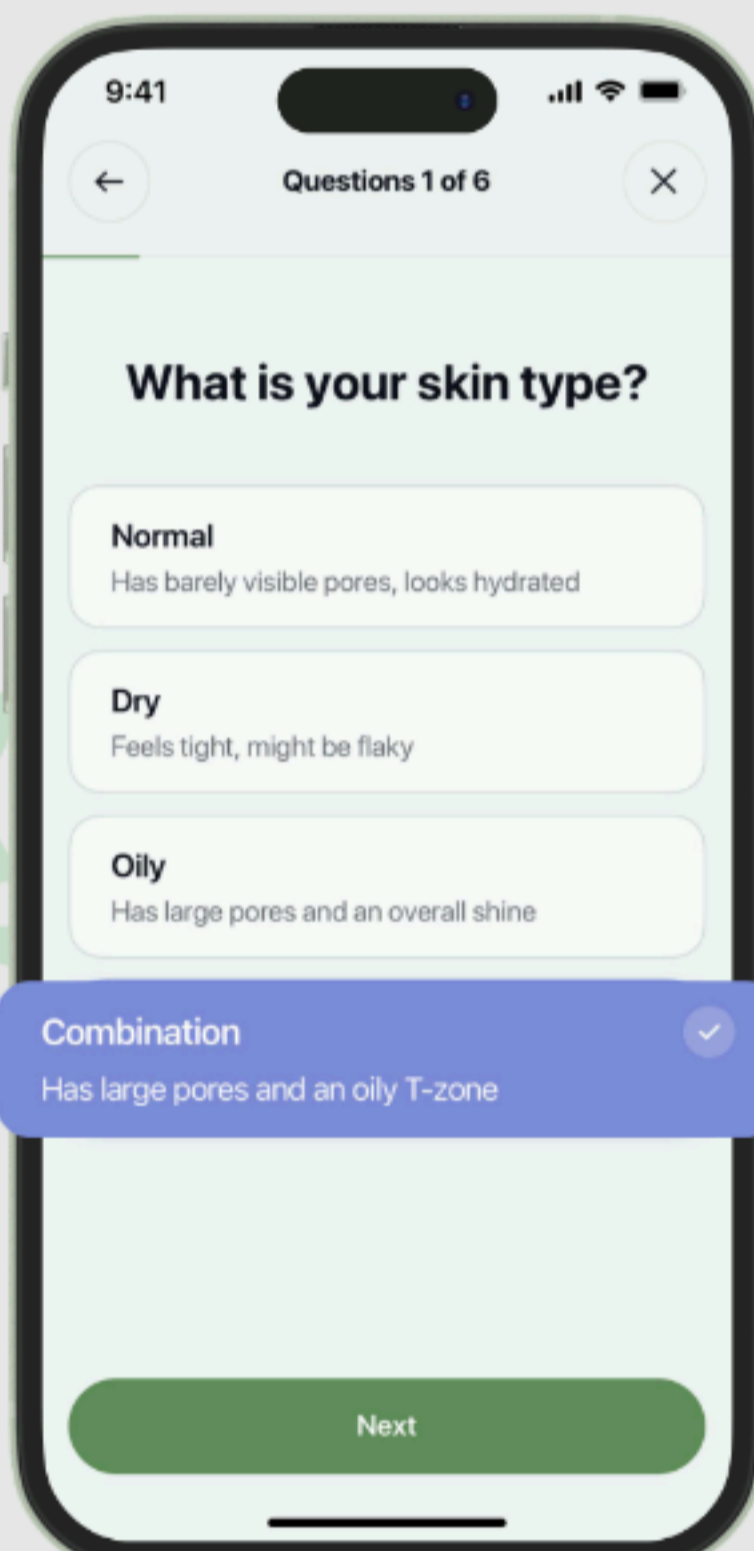 9:41
Questions 1 of 6
What is your skin type?
Normal
Has barely visible pores, looks hydrated
Dry
Feels tight, might be flaky
Oily
Has large pores and an overall shine
Combination
Has large pores and an oily T-zone
Next